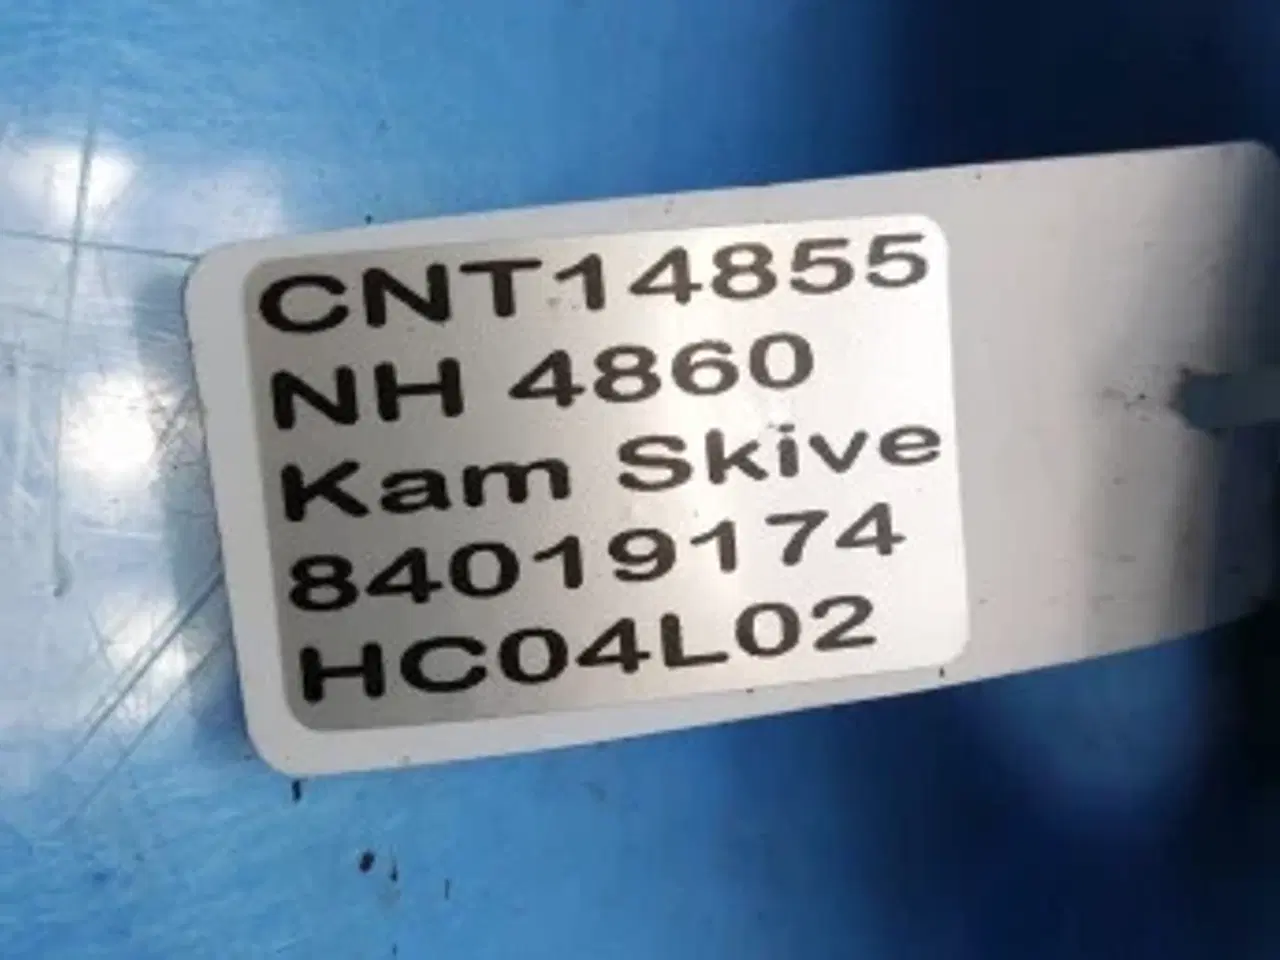 CNT14855
NH 4860
Kam Skive
84019174
HC04L02